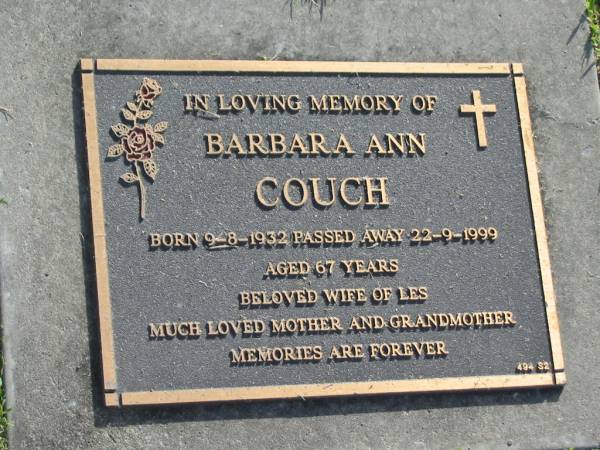 IN LOVING MEMORY OF
BARBARA ANN
COUCH
BORN 9-8-1932 PASSED AWAY 22-9-1999
AGED 67 YEARS
BELOVED WIFE OF LES
MUCH LOVED MOTHER AND GRANDMOTHER
MEMORIES ARE FOREVER
494 S2